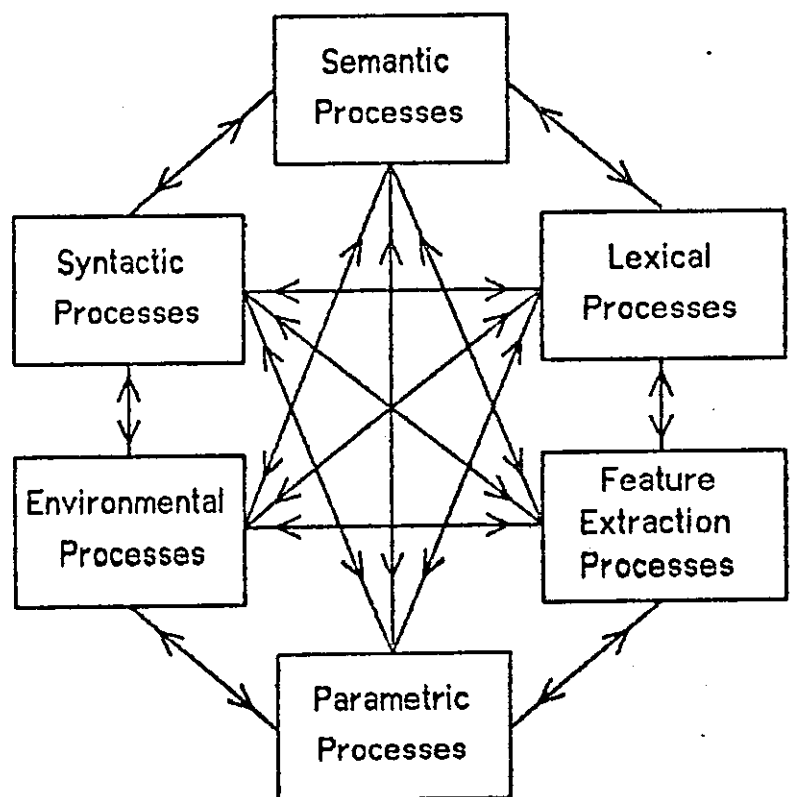 Semantic
Processes
Syntactic
Processes
Lexical
Processes
Environmental
Processes
Feature
Extraction
Processes
Parametric
Processes